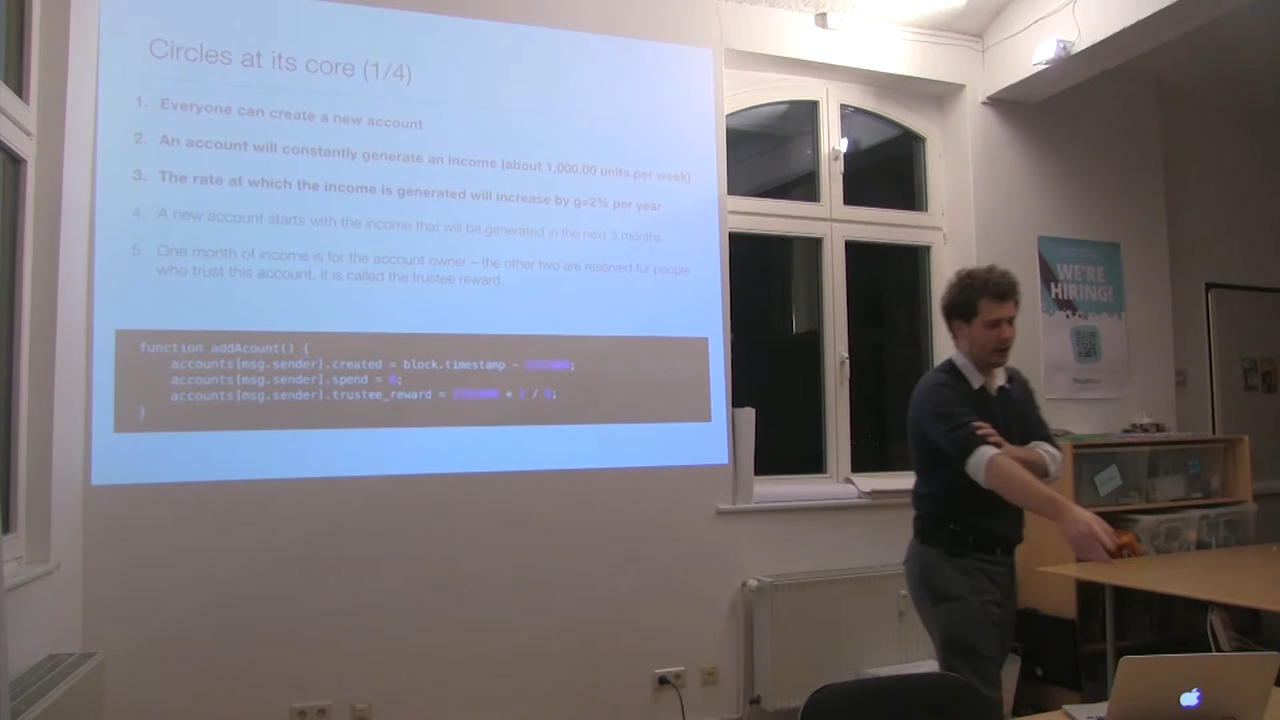 Circles at its core (1/4)
1. Everyone can create a new account
2. An account will constantly generate an income (about 1,000.00 units per week)
3. The rate at which the income is generated will increase by g=2% per year
4. A new account starts with the income that will be generated in the next 3 months
5. One month of income is for the account owner – the other two are reserved for people
who trust this account, it is called the trustee reward.
function addAcount() {
accounts[msg.sender].created = block.timestamp -
accounts[msg.sender].spend =
accounts[msg.sender].trustee_reward =
}
WE'RE
HIRING!